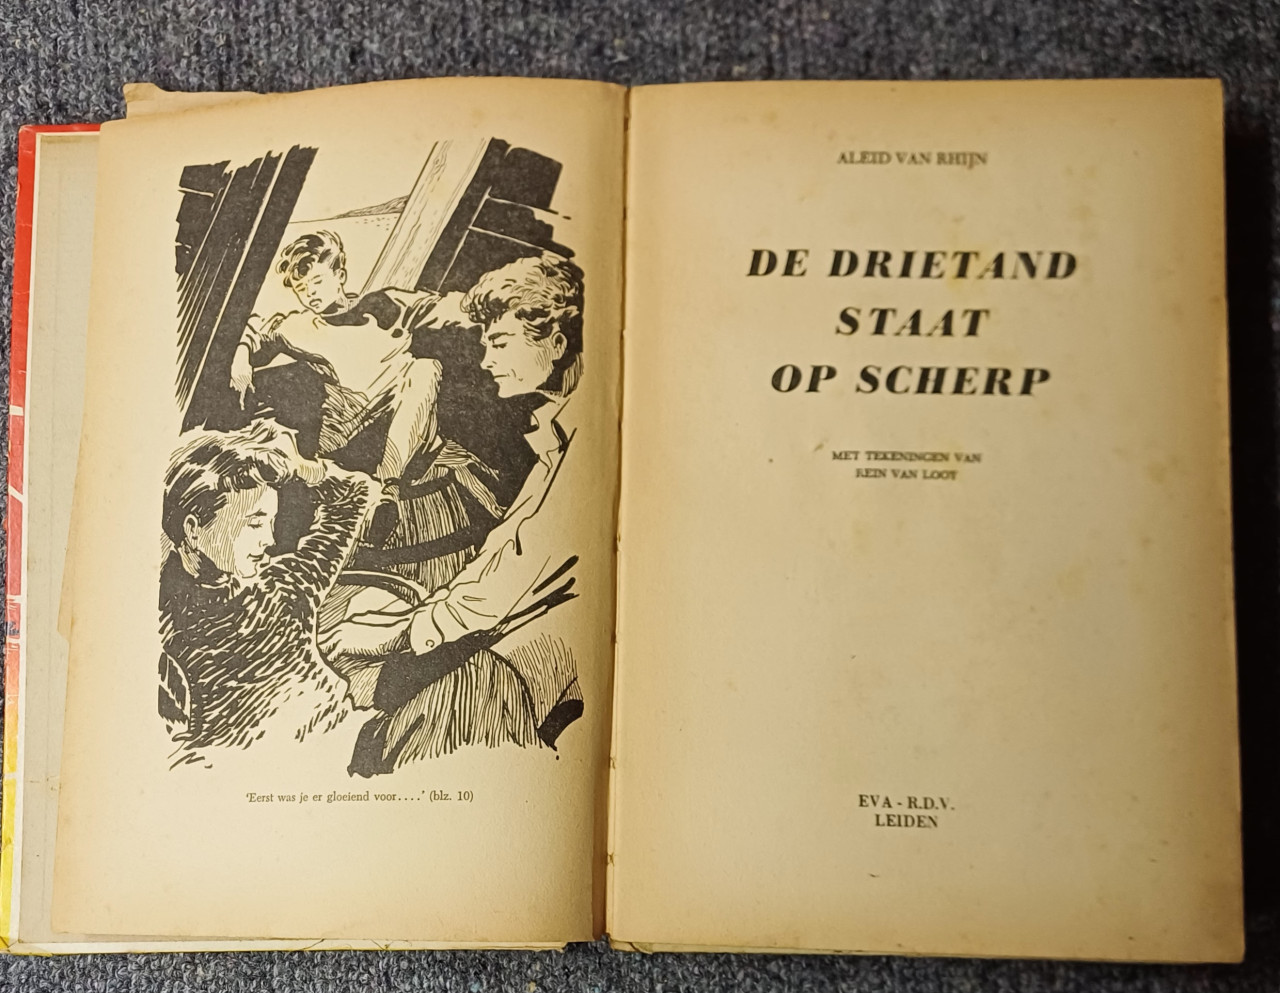 'Eerst was je er gloeiend voor....' (blz. 10)
ALEID VAN RHIJN
DE DRIETAND
STAAT
OP SCHERP
MET TEKENINGEN VAN
REIN VAN LOOY
EVA - R.D.V.
LEIDEN